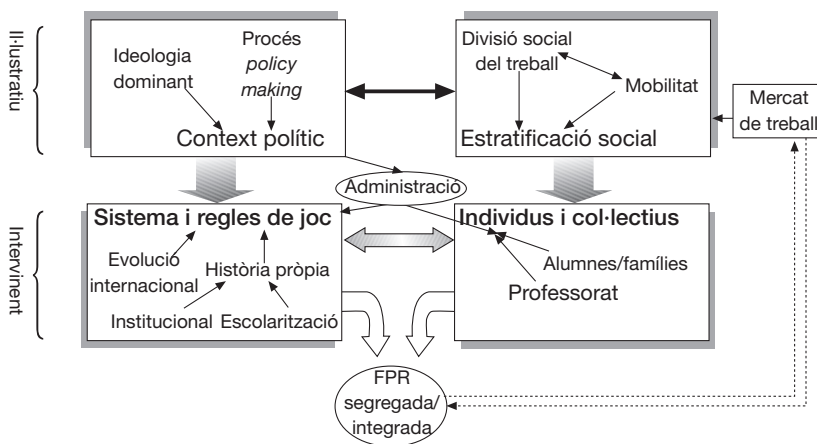 Il·lustratiu
Ideologia
dominant
Procés
policy
making
Context polític
Divisió social
del treball
Mobilitat
Estratificació social
Mercat
de treball
Administració
Intervinent
Sistema i regles de joc
Evolució
internacional
Història pròpia
Institucional
Escolarització
Individus i col·lectius
Alumnes/famílies
Professorat
FPR
segregada/
integrada